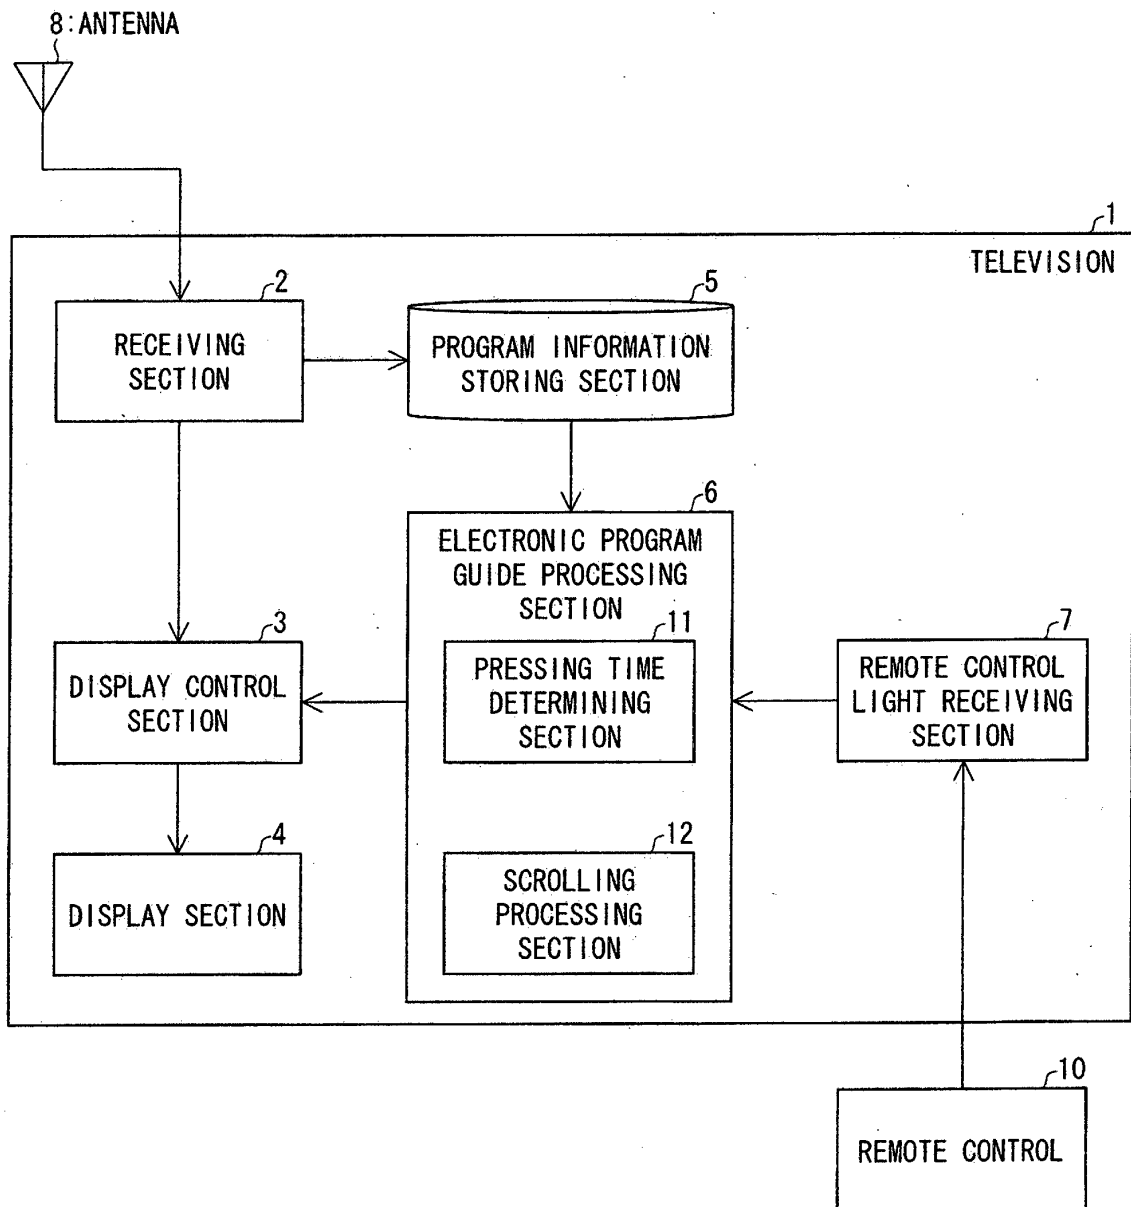 8:ANTENNA
1
TELEVISION
2
RECEIVING
SECTION
5
PROGRAM INFORMATION
STORING SECTION
6
ELECTRONIC PROGRAM
GUIDE PROCESSING
SECTION
3
DISPLAY CONTROL
SECTION
11
PRESSING TIME
DETERMINING
SECTION
7
REMOTE CONTROL
LIGHT RECEIVING
SECTION
4
DISPLAY SECTION
12
SCROLLING
PROCESSING
SECTION
10
REMOTE CONTROL